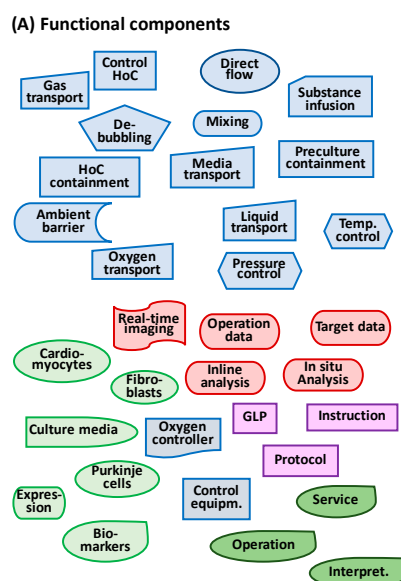 (A) Functional components
Control
HoC
Direct
flow
Gas
transport
Substance
infusion
De-
bubbling
Mixing
HoC
containment
Media
transport
Preculture
containment
Ambient
barrier
Liquid
transport
Temp.
control
Oxygen
transport
Pressure
control
Real-time
imaging
Operation
data
Target data
Cardio-
myocytes
Fibro-
blasts
Inline
analysis
In situ
Analysis
GLP
Instruction
Culture media
Oxygen
controller
Protocol
Purkinje
cells
Expres-
sion
Control
equipm.
Service
Bio-
markers
Operation
Interpret.